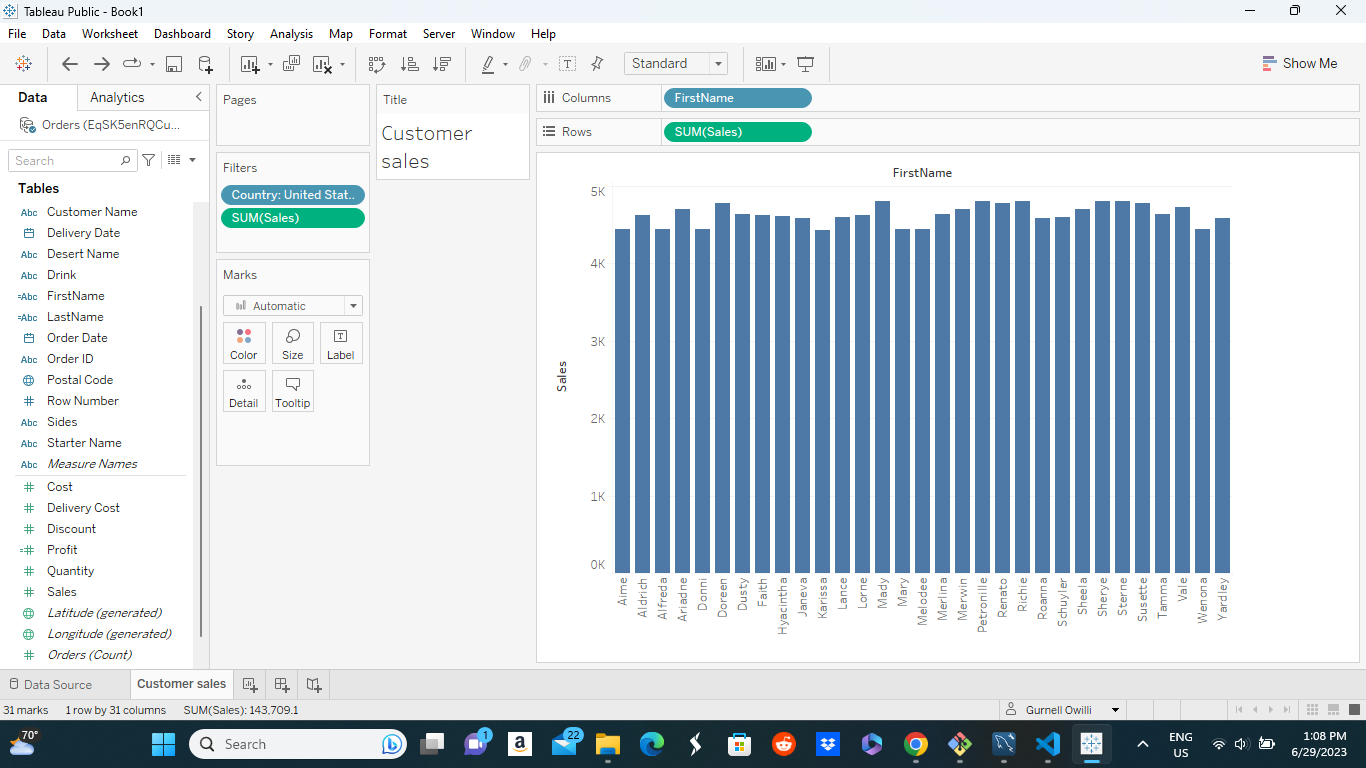 Tableau Public - Book1
File Data Worksheet Dashboard Story Analysis Map Format Server Window Help
Standard
Show Me
Data Analytics
Orders (EqSK5enRQCu...
Search
Tables
Abc Customer Name
Delivery Date
Abc Desert Name
Abc Drink
=Abc FirstName
=Abc LastName
Order Date
Abc Order ID
Postal Code
# Row Number
Abc Sides
Abc Starter Name
Abc Measure Names
# Cost
# Delivery Cost
# Discount
=# Profit
# Quantity
# Sales
Latitude (generated)
Longitude (generated)
# Orders (Count)
Pages
Filters
Country: United Stat..
SUM(Sales)
Marks
Automatic
Color Size Label
Detail Tooltip
Title
Customer
sales
Columns FirstName
Rows SUM(Sales)
FirstName
Sales
5K
4K
3K
2K
1K
0K
Aime
Aldrich
Alfreda
Ariadne
Donni
Doreen
Dusty
Faith
Hyacintha
Janeva
Karissa
Lance
Lorne
Mady
Mary
Melodee
Merlina
Merwin
Petronille
Renato
Richie
Roanna
Schuyler
Sheela
Sherye
Sterne
Susette
Tamma
Vale
Wenona
Yardley
Data Source Customer sales
31 marks 1 row by 31 columns SUM(Sales): 143,709.1
Gurnell Owilli
70°
Search
1
a
22
ENG
US
1:08 PM
6/29/2023